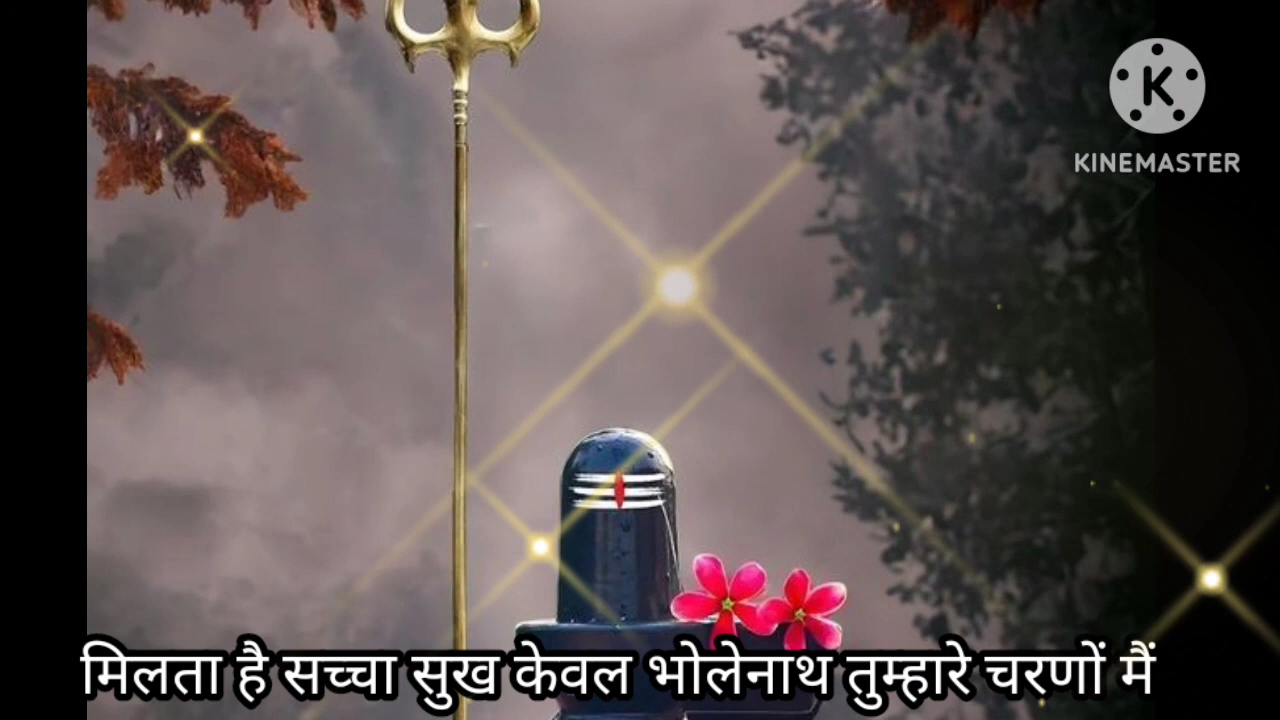 K
KINEMASTER
मिलता है सच्चा सुख केवल भोलेनाथ तुम्हारे चरणों मैं